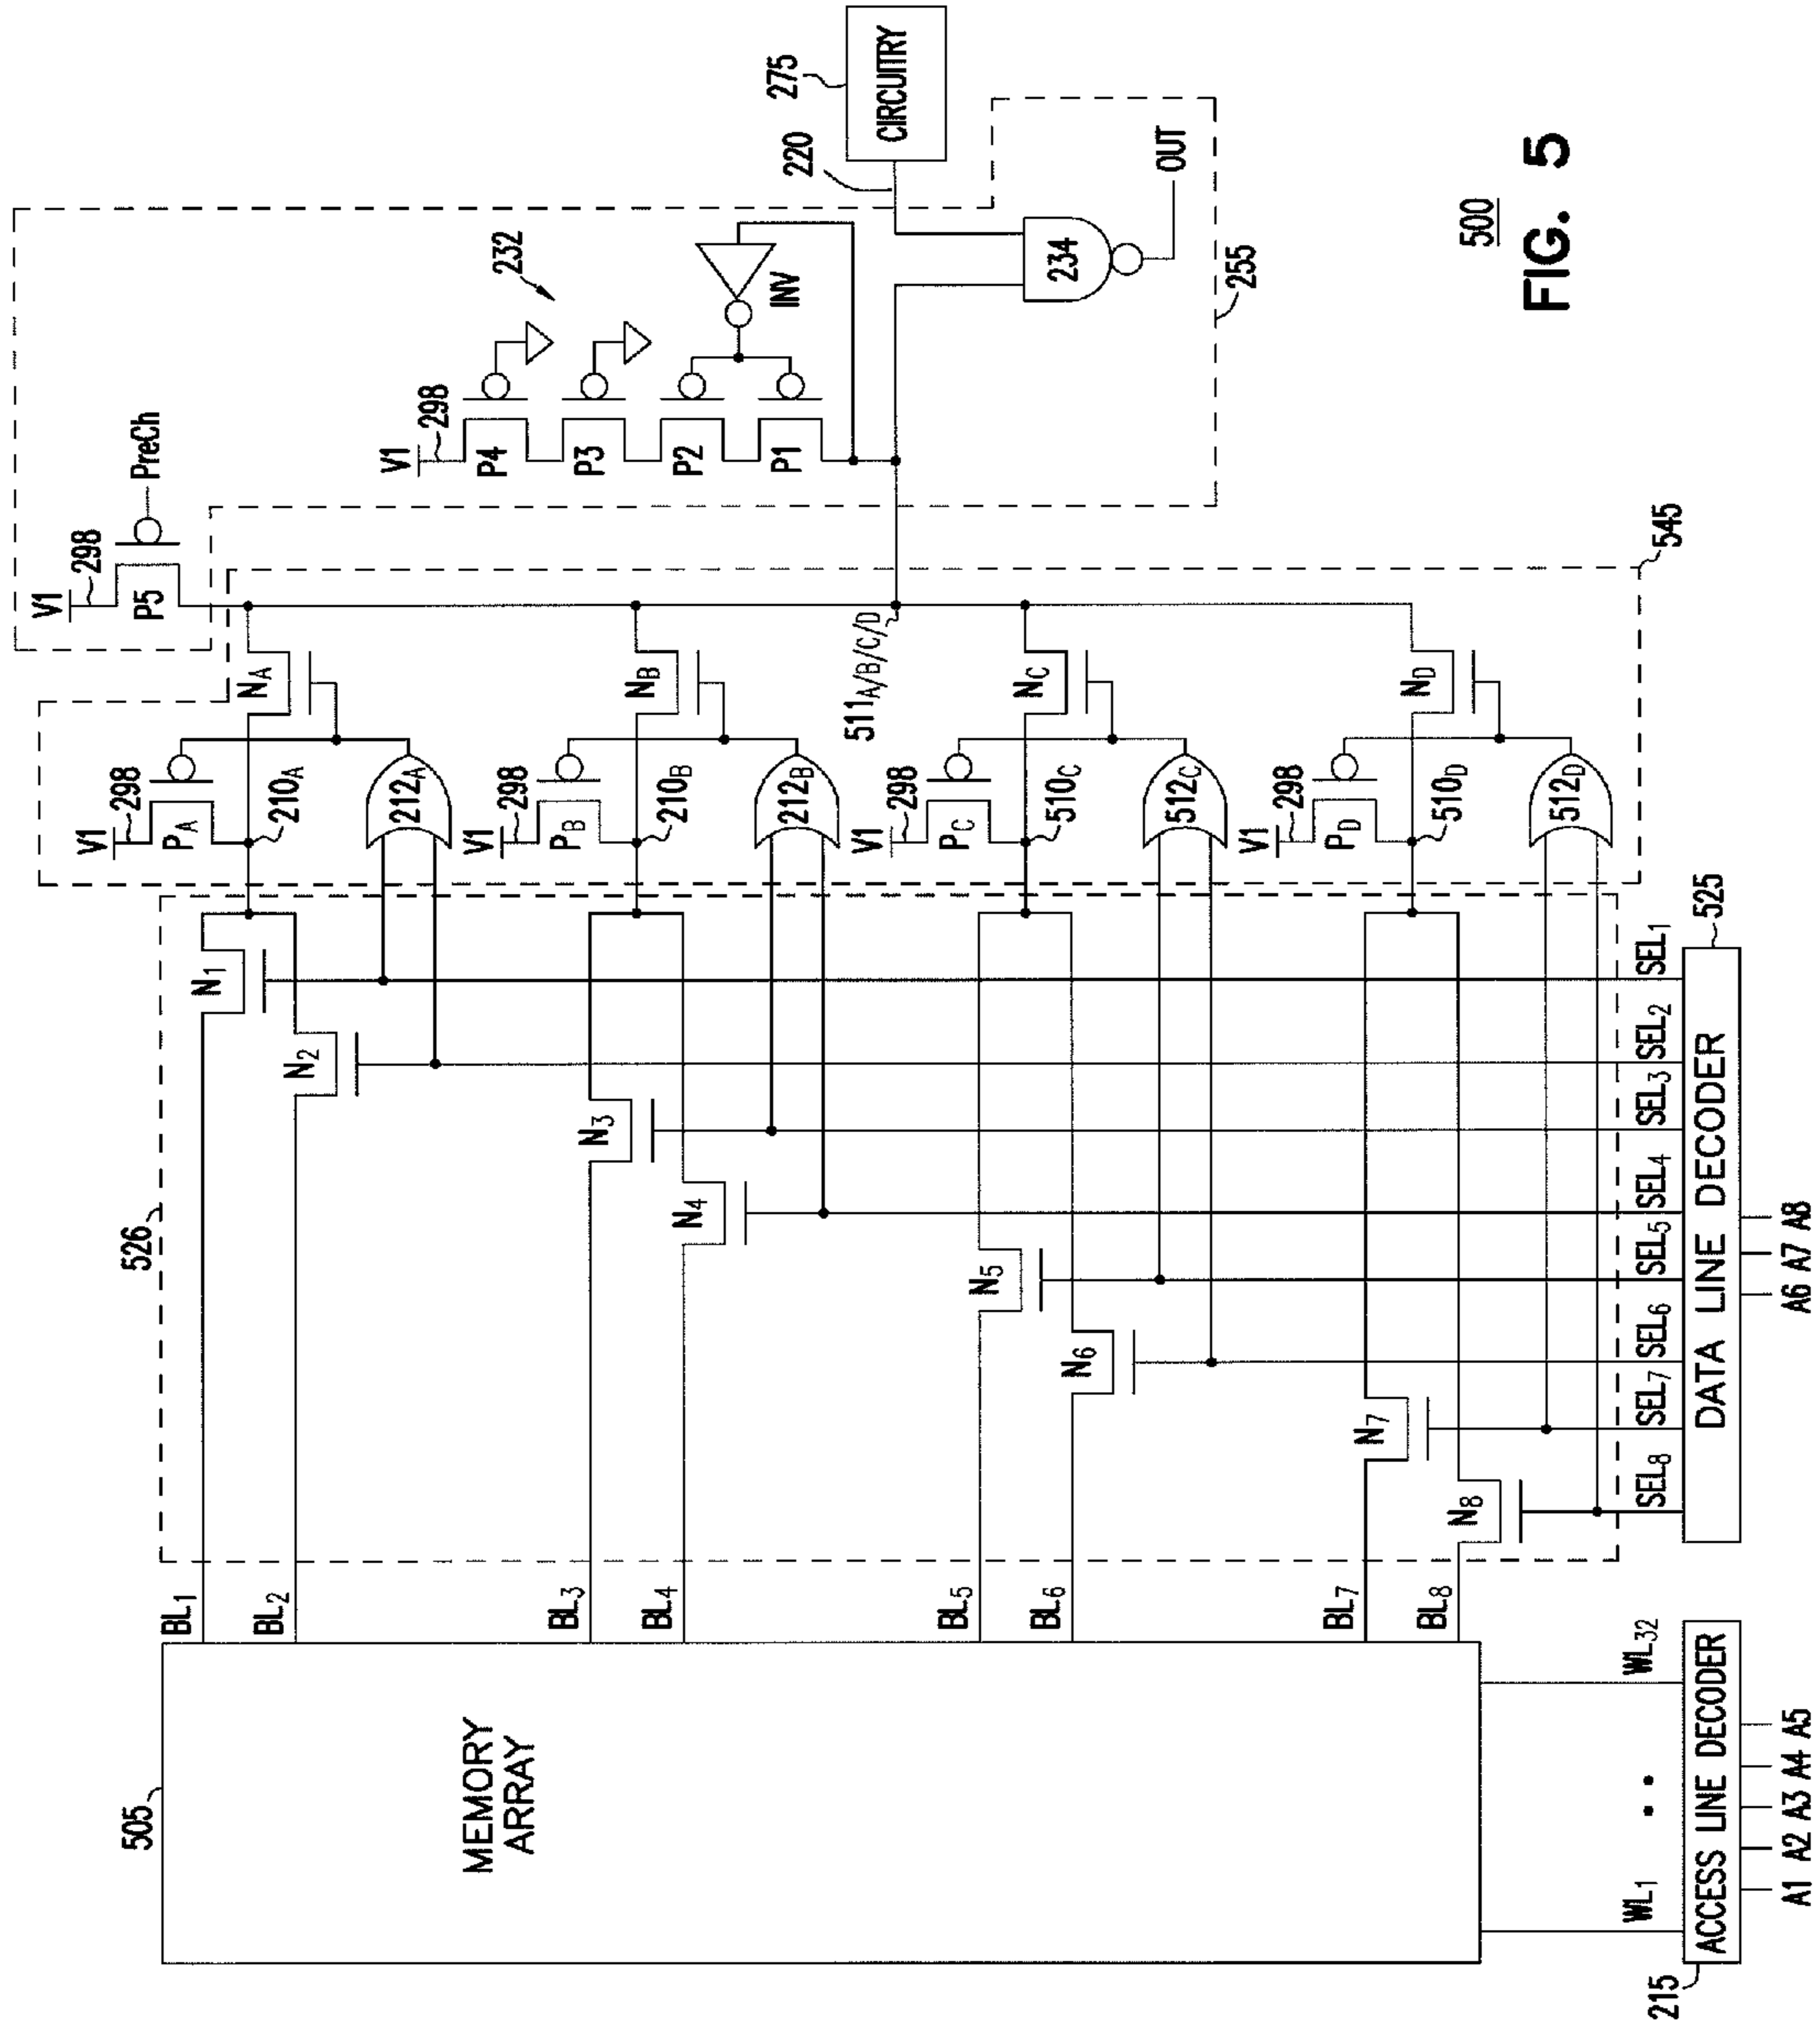 505
MEMORY
ARRAY
215
ACCESS LINE DECODER
A1 A2 A3 A4 A5
WL1
WL32
BL1
BL2
BL3
BL4
BL5
BL6
BL7
BL8
526
N1
N2
N3
N4
N5
N6
N7
N8
SEL8
SEL7
SEL6
SEL5
SEL4
SEL3
SEL2
SEL1
DATA LINE DECODER
525
A6 A7 A8
V1
298
PA
210A
212A
NA
V1
298
PB
210B
212B
NB
V1
298
PC
510C
512C
NC
V1
298
PD
510D
512D
ND
511A/B/C/D
545
V1
298
P5
PreCh
V1
298
P4
P3
P2
P1
232
INV
234
OUT
255
220
275
CIRCUITRY
500
FIG. 5